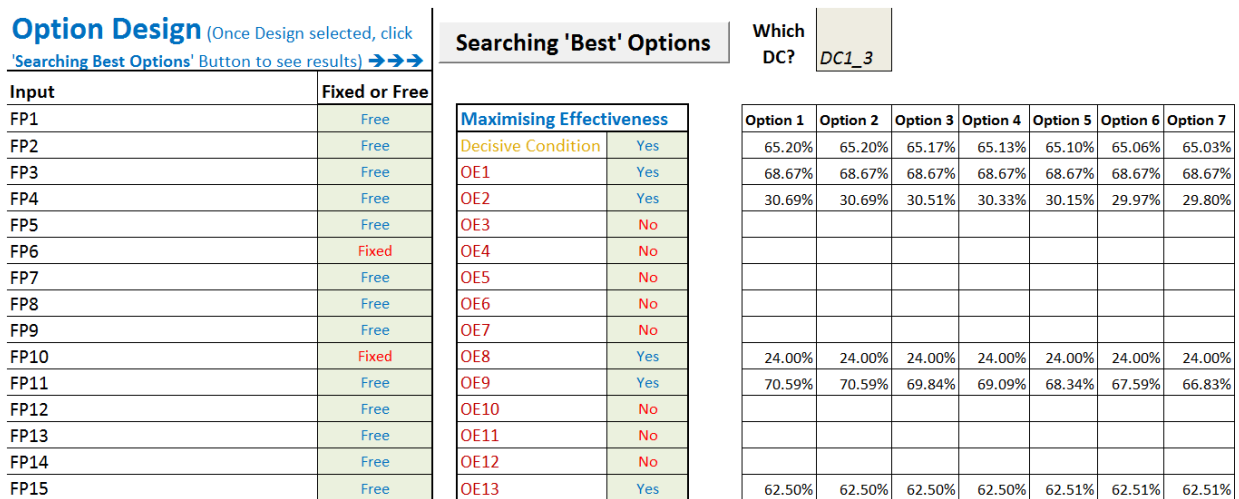 Option Design (Once Design selected, click
'Searching Best Options' Button to see results) ➔➔➔
Searching 'Best' Options
Which
DC?
DC1_3
Input Fixed or Free
FP1 Free
FP2 Free
FP3 Free
FP4 Free
FP5 Free
FP6 Fixed
FP7 Free
FP8 Free
FP9 Free
FP10 Fixed
FP11 Free
FP12 Free
FP13 Free
FP14 Free
FP15 Free
Maximising Effectiveness
Decisive Condition Yes
OE1 Yes
OE2 Yes
OE3 No
OE4 No
OE5 No
OE6 No
OE7 No
OE8 Yes
OE9 Yes
OE10 No
OE11 No
OE12 No
OE13 Yes
Option 1 Option 2 Option 3 Option 4 Option 5 Option 6 Option 7
65.20% 65.20% 65.17% 65.13% 65.10% 65.06% 65.03%
68.67% 68.67% 68.67% 68.67% 68.67% 68.67% 68.67%
30.69% 30.69% 30.51% 30.33% 30.15% 29.97% 29.80%
24.00% 24.00% 24.00% 24.00% 24.00% 24.00% 24.00%
70.59% 70.59% 69.84% 69.09% 68.34% 67.59% 66.83%
62.50% 62.50% 62.50% 62.50% 62.51% 62.51% 62.51%